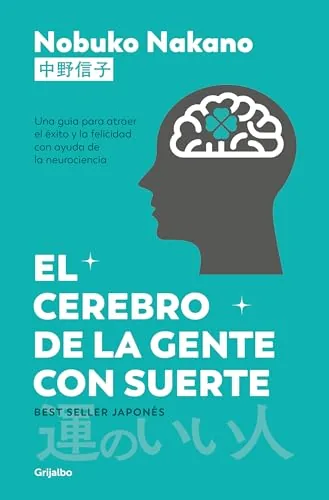 Nobuko Nakano
中野信子
Una guía para atraer
el éxito y la felicidad
con ayuda de
la neurociencia
EL
CEREBRO
DE LA GENTE
CON SUERTE
BEST SELLER JAPONÉS
運のいい人
Grijalbo